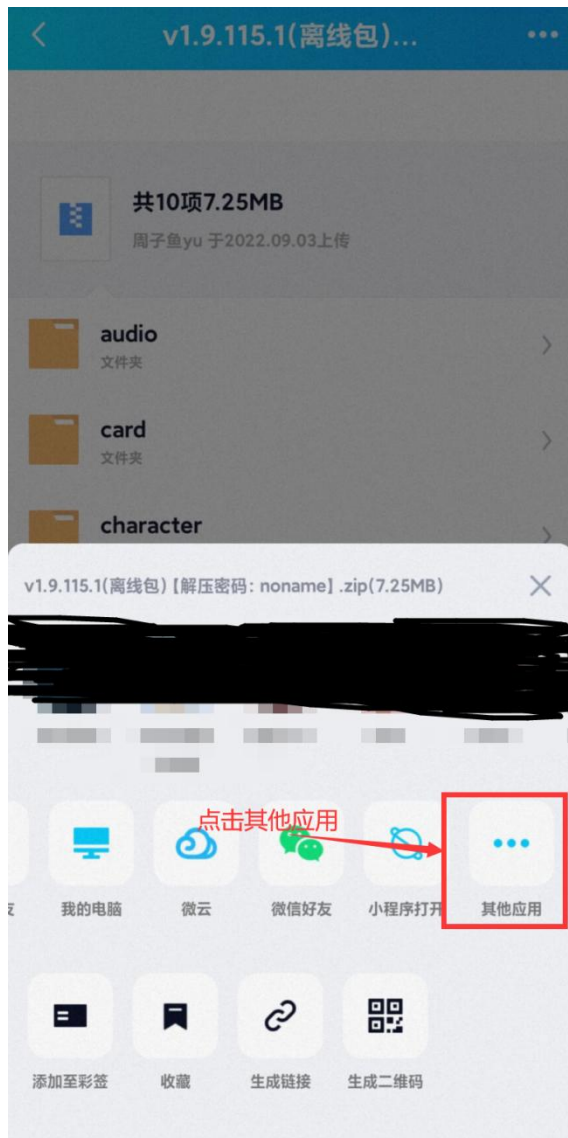 v1.9.115.1(离线包)...
共10项7.25MB
周子鱼yu 于2022.09.03上传
audio
文件夹
card
文件夹
character
v1.9.115.1(离线包)【解压密码: noname】.zip(7.25MB)
点击其他应用
友
我的电脑
微云
微信好友
小程序打开
其他应用
添加至彩签
收藏
生成链接
生成二维码